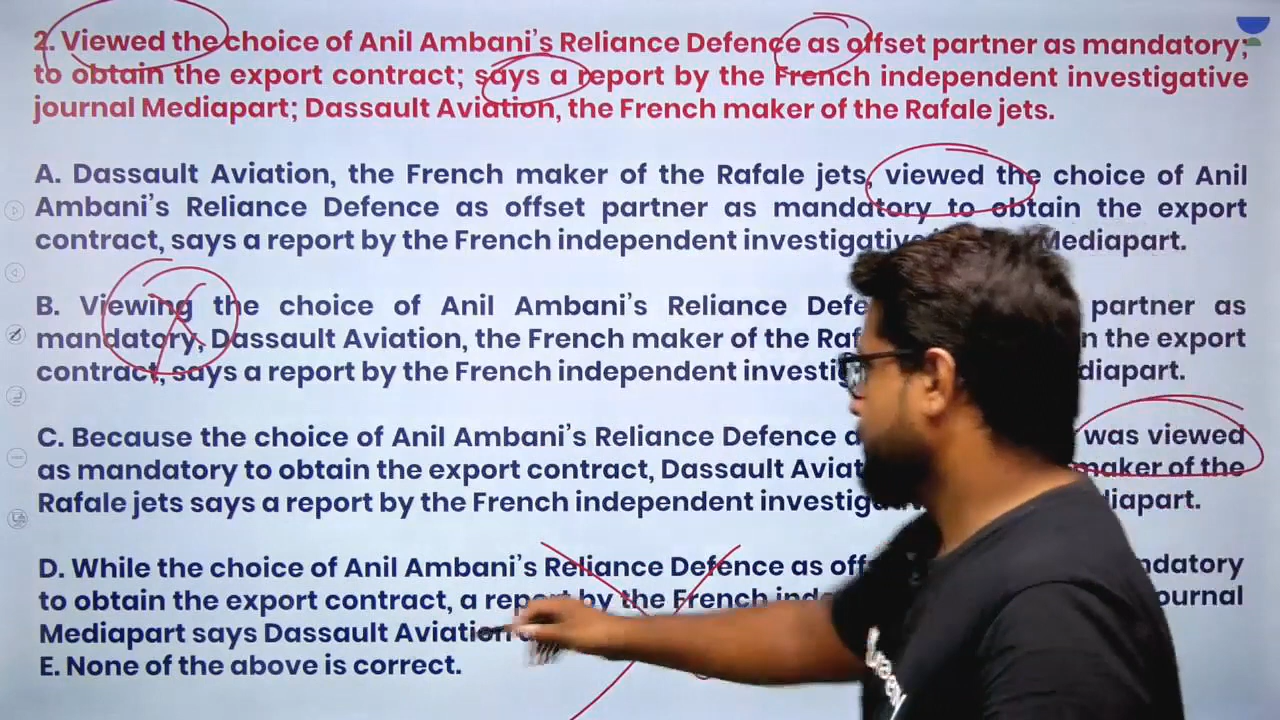 2. Viewed the choice of Anil Ambani's Reliance Defence as offset partner as mandatory;
to obtain the export contract; says a report by the French independent investigative
journal Mediapart; Dassault Aviation, the French maker of the Rafale jets.
A. Dassault Aviation, the French maker of the Rafale jets, viewed the choice of Anil
Ambani's Reliance Defence as offset partner as mandatory to obtain the export
contract, says a report by the French independent investigative Mediapart.
B. Viewing the choice of Anil Ambani's Reliance partner as
mandatory, Dassault Aviation, the French maker of the the export
contract, says a report by the French independent
C. Because the choice of Anil Ambani's Reliance Defence was viewed
as mandatory to obtain the export contract, Dassault maker of the
Rafale jets says a report by the French independent
D. While the choice of Anil Ambani's Reliance Defence as
to obtain the export contract, a report by the French
Mediapart says Dassault Aviation
E. None of the above is correct.